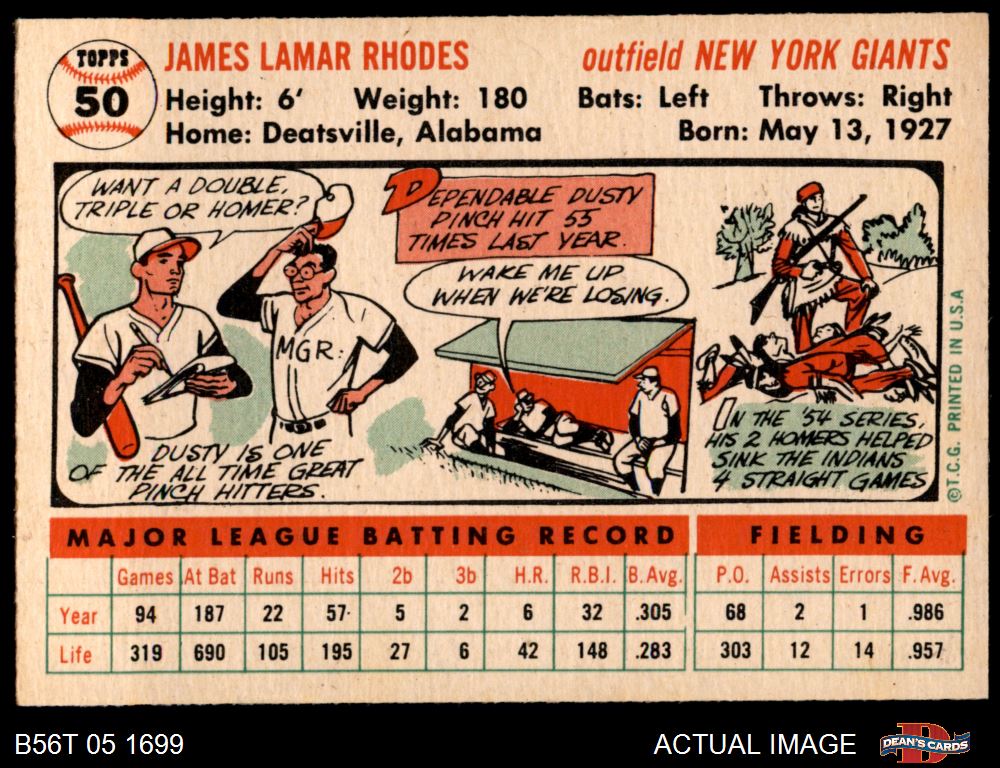 TOPPS
50
JAMES LAMAR RHODES
outfield NEW YORK GIANTS
Height: 6' Weight: 180 Bats: Left Throws: Right
Home: Deatsville, Alabama Born: May 13, 1927
WANT A DOUBLE,
TRIPLE OR HOMER?
MGR.
DUSTY IS ONE
OF THE ALL TIME GREAT
PINCH HITTERS.
DEPENDABLE DUSTY
PINCH HIT 55
TIMES LAST YEAR.
WAKE ME UP
WHEN WE'RE LOSING.
IN THE '54 SERIES,
HIS 2 HOMERS HELPED
SINK THE INDIANS
4 STRAIGHT GAMES
©T.C.G. PRINTED IN U.S.A
MAJOR LEAGUE BATTING RECORD FIELDING
Games At Bat Runs Hits 2b 3b H.R. R.B.I. B.Avg. P.O. Assists Errors F.Avg.
Year 94 187 22 57 5 2 6 32 .305 68 2 1 .986
Life 319 690 105 195 27 6 42 148 .283 303 12 14 .957
B56T 05 1699
ACTUAL IMAGE
D
DEAN'S CARDS